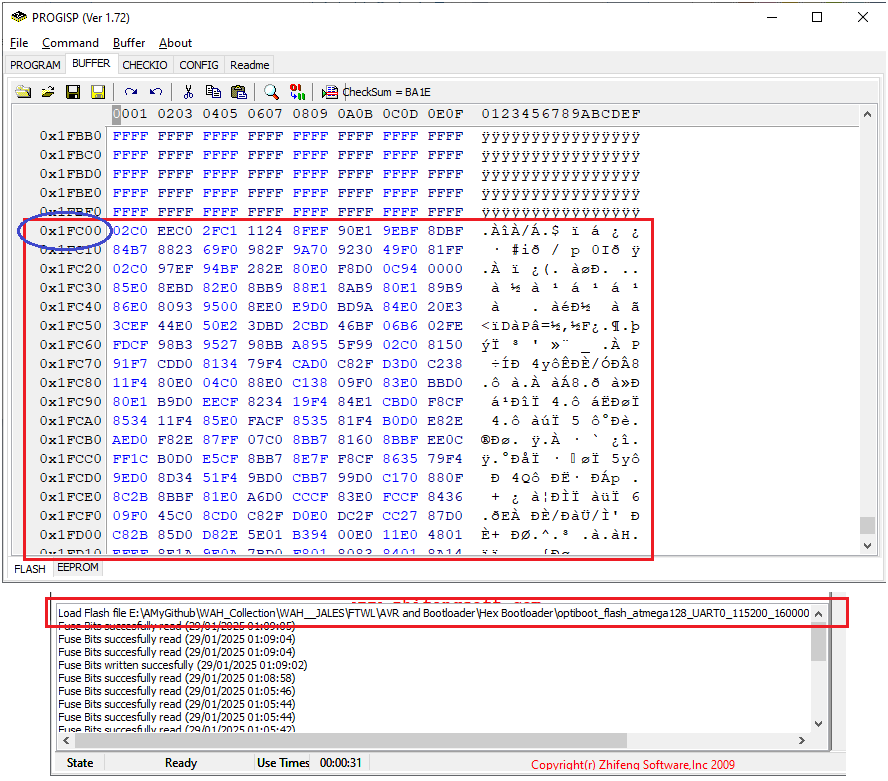 PROGISP (Ver 1.72)
File Command Buffer About
PROGRAM BUFFER CHECKIO CONFIG Readme
CheckSum = BA1E
0001 0203 0405 0607 0809 0A0B 0C0D 0E0F 0123456789ABCDEF
0x1FBB0 FFFF FFFF FFFF FFFF FFFF FFFF FFFF FFFF ÿÿÿÿÿÿÿÿÿÿÿÿÿÿÿÿ
0x1FBC0 FFFF FFFF FFFF FFFF FFFF FFFF FFFF FFFF ÿÿÿÿÿÿÿÿÿÿÿÿÿÿÿÿ
0x1FBD0 FFFF FFFF FFFF FFFF FFFF FFFF FFFF FFFF ÿÿÿÿÿÿÿÿÿÿÿÿÿÿÿÿ
0x1FBE0 FFFF FFFF FFFF FFFF FFFF FFFF FFFF FFFF ÿÿÿÿÿÿÿÿÿÿÿÿÿÿÿÿ
0x1FBF0 FFFF FFFF FFFF FFFF FFFF FFFF FFFF FFFF ÿÿÿÿÿÿÿÿÿÿÿÿÿÿÿÿ
0x1FC00 02C0 EEC0 2FC1 1124 8FEF 90E1 9EBF 8DBF .ÀîÀ/Á.$ ï á ¿ ¿
0x1FC10 84B7 8823 69F0 982F 9A70 9230 49F0 81FF · #ið / p 0Ið ÿ
0x1FC20 02C0 97EF 94BF 282E 80E0 F8D0 0C94 0000 .À ï ¿(. àøÐ. ..
0x1FC30 85E0 8EBD 82E0 8BB9 88E1 8AB9 80E1 89B9 à ½ à ¹ á ¹ á ¹
0x1FC40 86E0 8093 9500 8EE0 E9D0 BD9A 84E0 20E3 à . àéÐ½ à ã
0x1FC50 3CEF 44E0 50E2 3DBD 2CBD 46BF 06B6 02FE <ïDàPâ=½,½F¿.¶.þ
0x1FC60 FDCF 98B3 9527 98BB A895 5F99 02C0 8150 ýÏ ³ ' »¨ _ .À P
0x1FC70 91F7 CDD0 8134 79F4 CAD0 C82F D3D0 C238 ÷ÍÐ 4yôÊÐÈ/ÓÐÂ8
0x1FC80 11F4 80E0 04C0 88E0 C138 09F0 83E0 BBD0 .ô à.À àÁ8.ð à»Ð
0x1FC90 80E1 B9D0 EECF 8234 19F4 84E1 CBD0 F8CF á¹ÐîÏ 4.ô áËÐøÏ
0x1FCA0 8534 11F4 85E0 FACF 8535 81F4 B0D0 E82E 4.ô àúÏ 5 ô°Ðè.
0x1FCB0 AED0 F82E 87FF 07C0 8BB7 8160 8BBF EE0C ®Ðø. ÿ.À · ` ¿î.
0x1FCC0 FF1C B0D0 E5CF 8BB7 8E7F F8CF 8635 79F4 ÿ.°ÐåÏ · øÏ 5yô
0x1FCD0 9ED0 8D34 51F4 9BD0 CBB7 99D0 C170 880F Ð 4Qô ÐË· ÐÁp .
0x1FCE0 8C2B 8BBF 81E0 A6D0 CCCF 83E0 FCCF 8436 + ¿ à¦ÐÌÏ àüÏ 6
0x1FCF0 09F0 45C0 8CD0 C82F D0E0 DC2F CC27 87D0 .ðEÀ ÐÈ/ÐàÜ/Ì' Ð
0x1FD00 C82B 85D0 D82E 5E01 B394 00E0 11E0 4801 È+ ÐØ.^.³ .à.àH.
0x1FD10
FLASH EEPROM
Load Flash file E:\AMyGithub\WAH_Collection\WAH__JALES\FTWL\AVR and Bootloader\Hex Bootloader\optiboot_flash_atmega128_UART0_115200_160000
Fuse Bits succesfully read (29/01/2025 01:09:05)
Fuse Bits succesfully read (29/01/2025 01:09:04)
Fuse Bits succesfully read (29/01/2025 01:09:04)
Fuse Bits written succesfully (29/01/2025 01:09:02)
Fuse Bits succesfully read (29/01/2025 01:08:58)
Fuse Bits succesfully read (29/01/2025 01:05:46)
Fuse Bits succesfully read (29/01/2025 01:05:44)
Fuse Bits succesfully read (29/01/2025 01:05:44)
Fuse Bits succesfully read (29/01/2025 01:05:42)
State Ready Use Times 00:00:31 Copyright(r) Zhifeng Software,Inc 2009